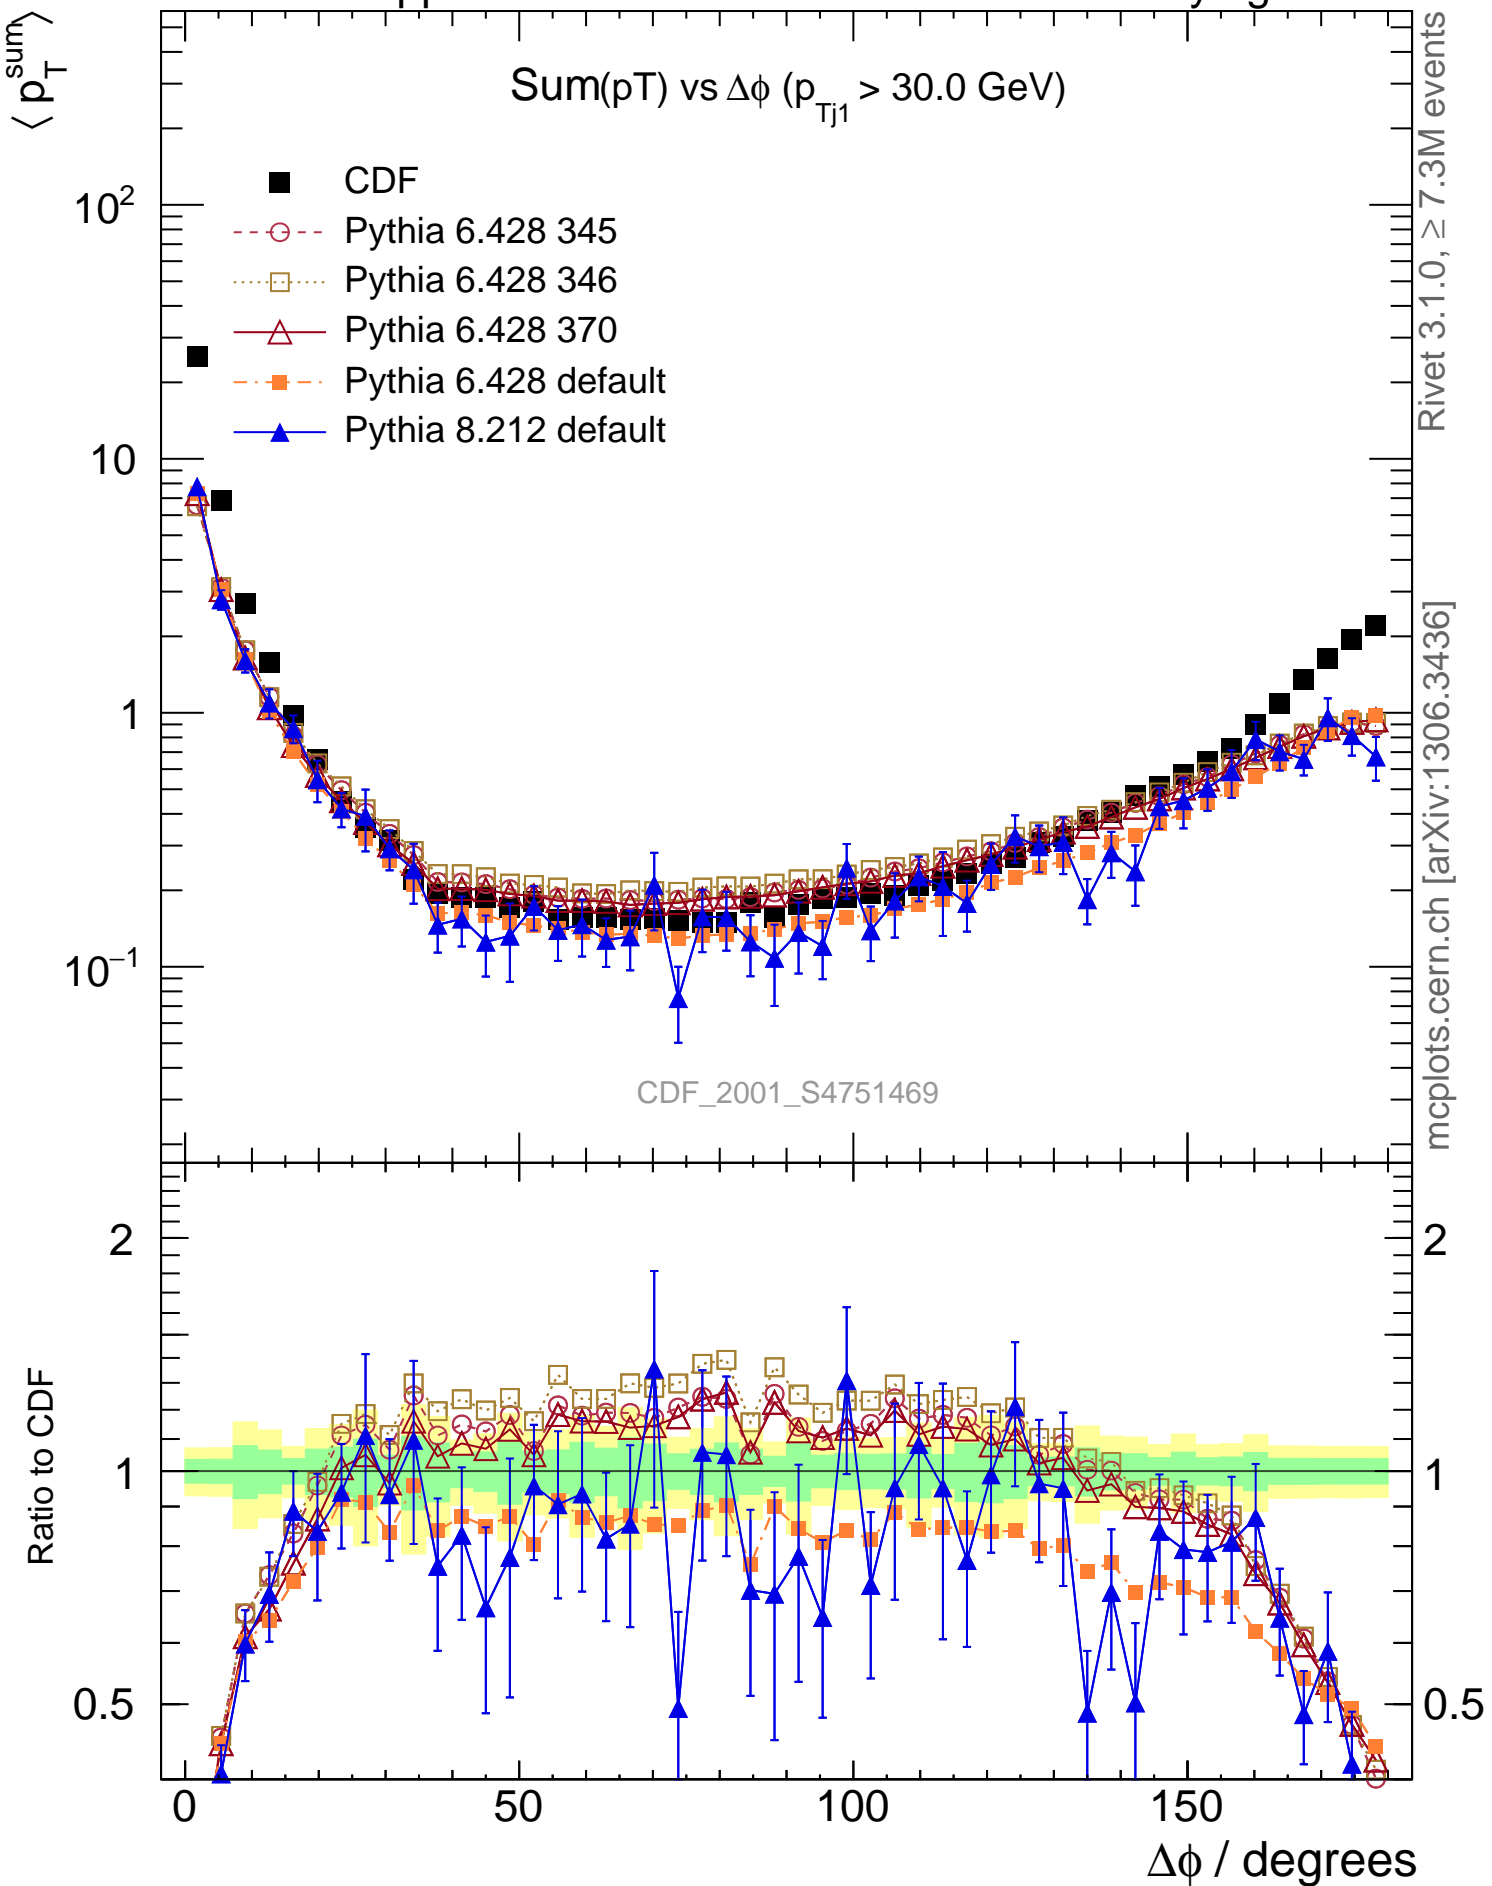 ⟨ p_T^sum ⟩
Sum(pT) vs Δϕ (p_Tj1 > 30.0 GeV)
CDF
Pythia 6.428 345
Pythia 6.428 346
Pythia 6.428 370
Pythia 6.428 default
Pythia 8.212 default
10²
10
1
10⁻¹
CDF_2001_S4751469
Rivet 3.1.0, ≥ 7.3M events
mcplots.cern.ch [arXiv:1306.3436]
Ratio to CDF
2
1
0.5
2
1
0.5
0
50
100
150
Δϕ / degrees